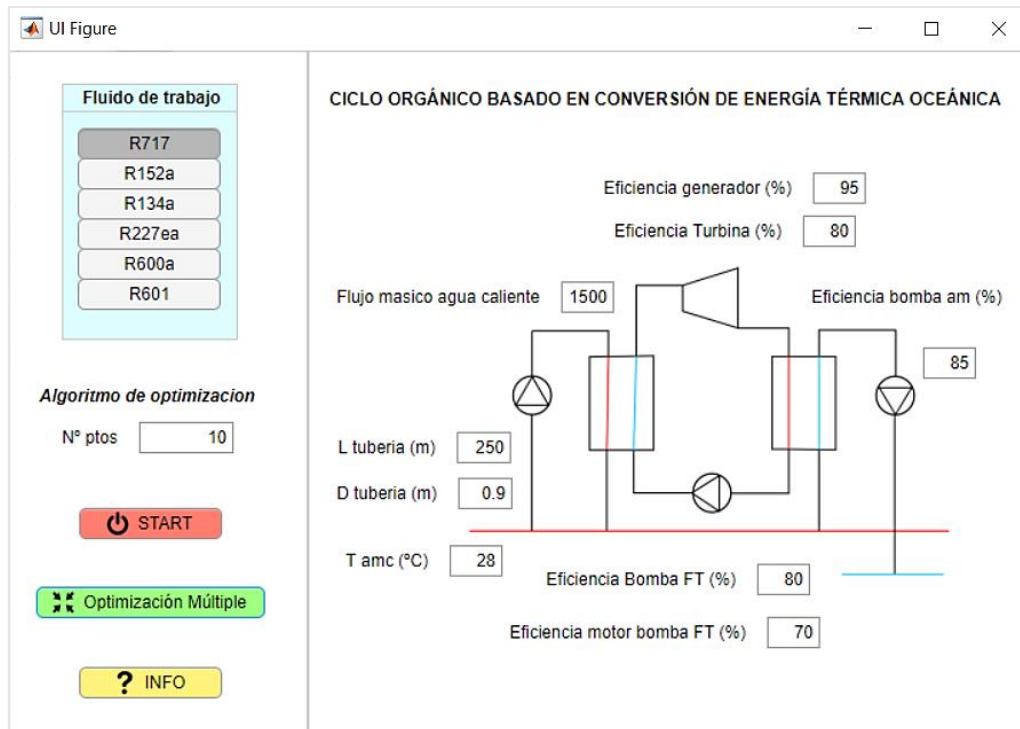 UI Figure
Fluido de trabajo
R717
R152a
R134a
R227ea
R600a
R601
Algoritmo de optimizacion
Nº ptos 10
START
Optimización Múltiple
? INFO
CICLO ORGÁNICO BASADO EN CONVERSIÓN DE ENERGÍA TÉRMICA OCEÁNICA
Eficiencia generador (%) 95
Eficiencia Turbina (%) 80
Flujo masico agua caliente 1500
Eficiencia bomba am (%)
85
L tuberia (m) 250
D tuberia (m) 0.9
T amc (ºC) 28
Eficiencia Bomba FT (%) 80
Eficiencia motor bomba FT (%) 70